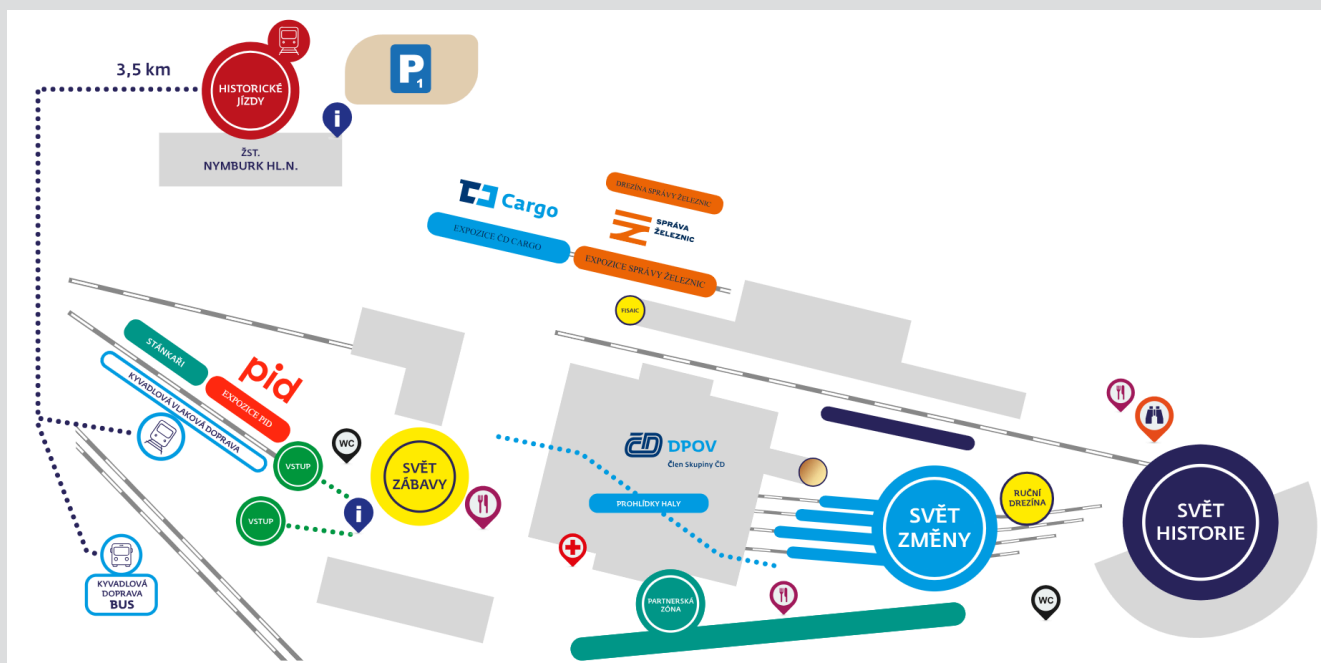 3,5 km
HISTORICKÉ
JÍZDY
P
1
i
ŽST.
NYMBURK HL.N.
Cargo
EXPOZICE ČD CARGO
DREZÍNA SPRÁVY ŽELEZNIC
SPRÁVA
ŽELEZNIC
EXPOZICE SPRÁVY ŽELEZNIC
FISAIC
STÁNKAŘI
pid
EXPOZICE PID
KYVADLOVÁ VLAKOVÁ DOPRAVA
VSTUP
WC
SVĚT
ZÁBAVY
VSTUP
i
KYVADLOVÁ
DOPRAVA
BUS
ČD DPOV
Člen Skupiny ČD
PROHLÍDKY HALY
PARTNERSKÁ
ZÓNA
SVĚT
ZMĚNY
RUČNÍ
DREZÍNA
WC
SVĚT
HISTORIE